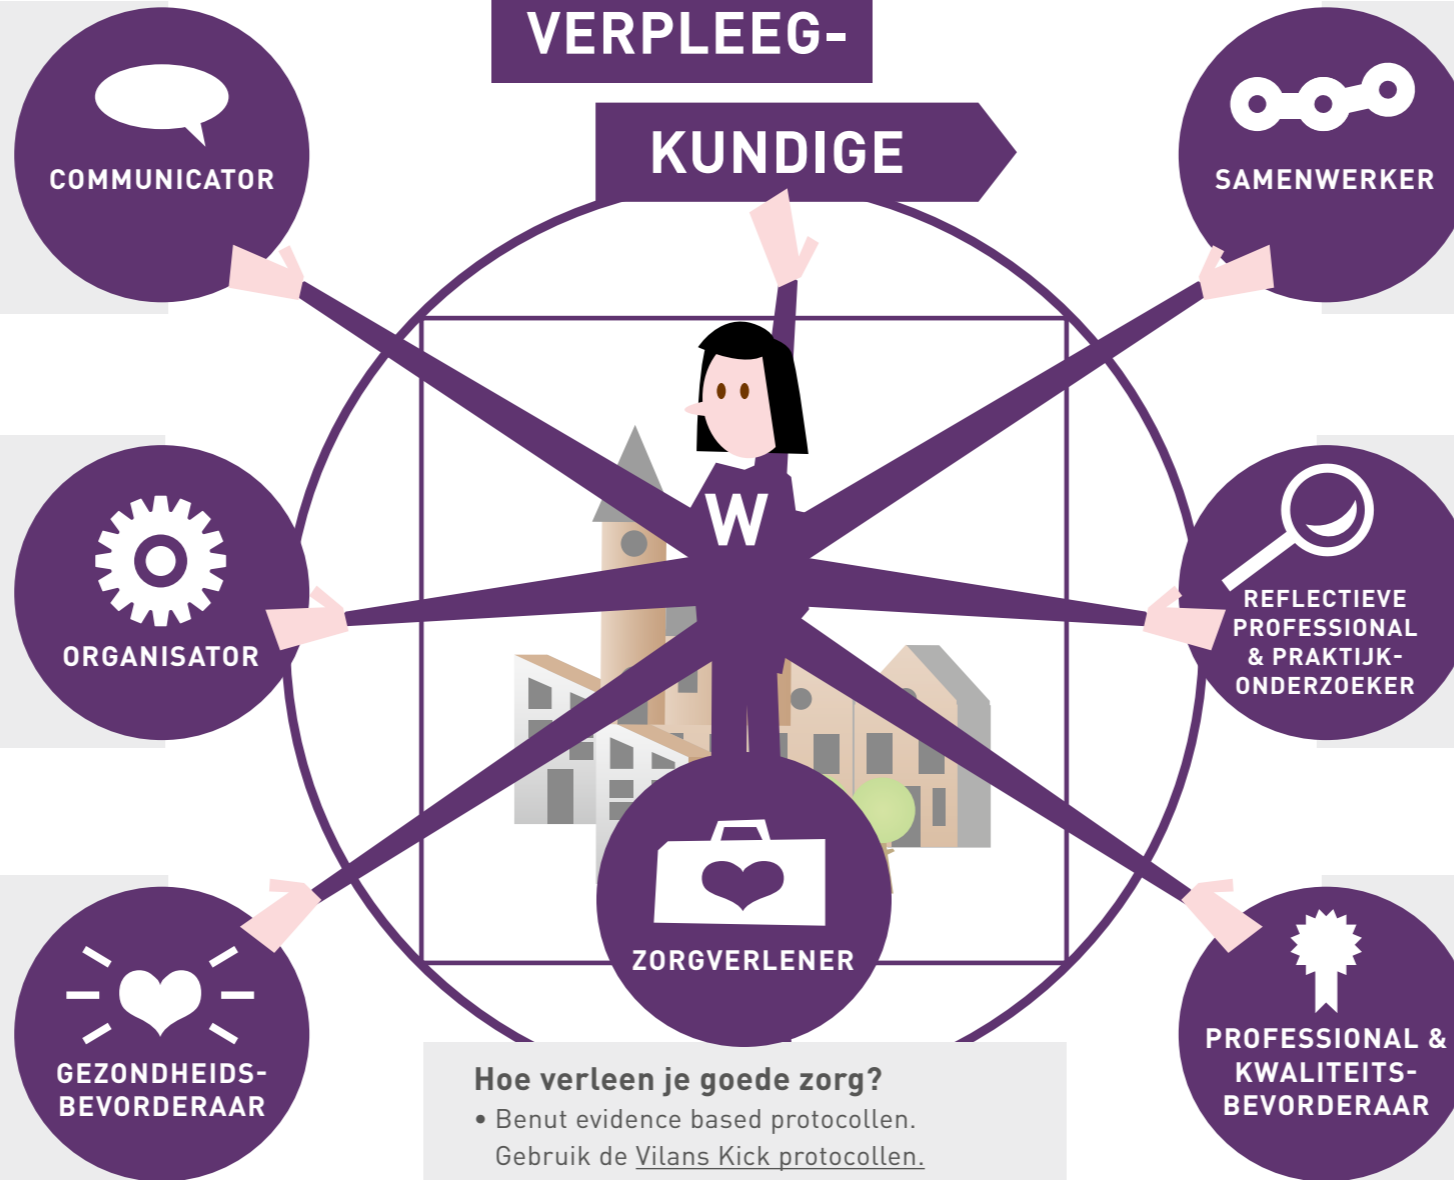 VERPLEEG-
KUNDIGE
COMMUNICATOR
SAMENWERKER
W
ORGANISATOR
REFLECTIEVE
PROFESSIONAL
& PRAKTIJK-
ONDERZOEKER
ZORGVERLENER
GEZONDHEIDS-
BEVORDERAAR
PROFESSIONAL &
KWALITEITS-
BEVORDERAAR
Hoe verleen je goede zorg?
• Benut evidence based protocollen.
Gebruik de Vilans Kick protocollen.